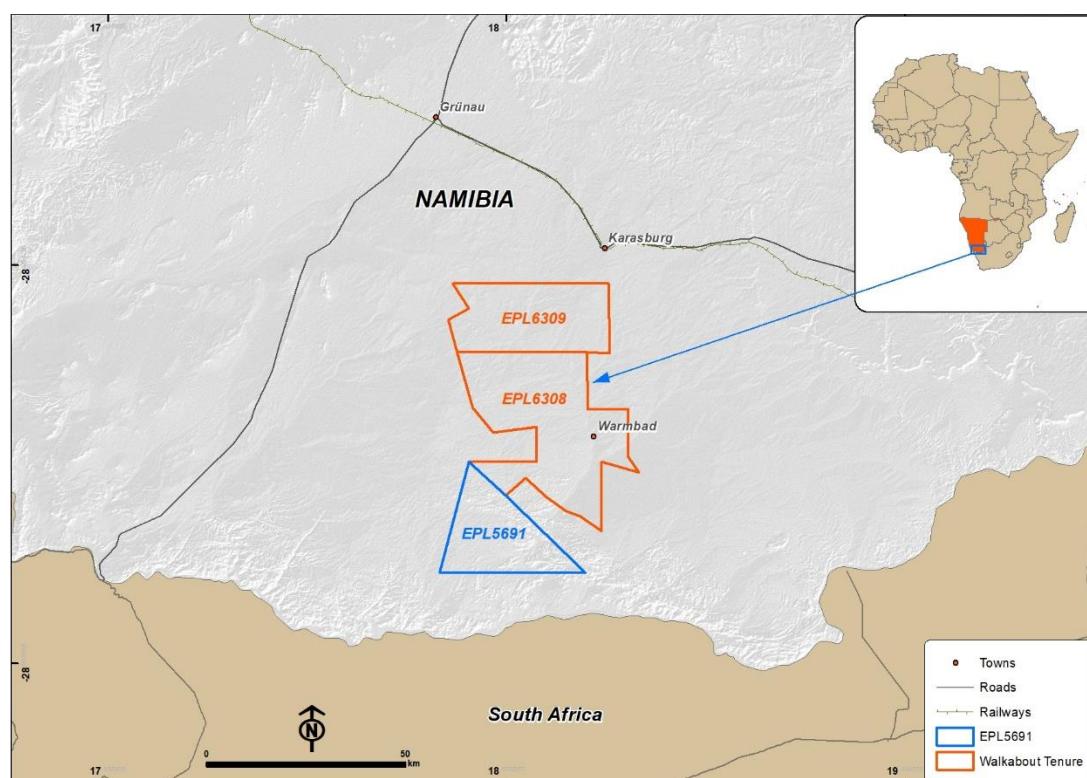 17
18
Grünau
NAMIBIA
Karasburg
-28
EPL6309
EPL6308
Warmbad
EPL5691
-28
South Africa
N
0
50
km
17
18
19
Towns
Roads
Railways
EPL5691
Walkabout Tenure